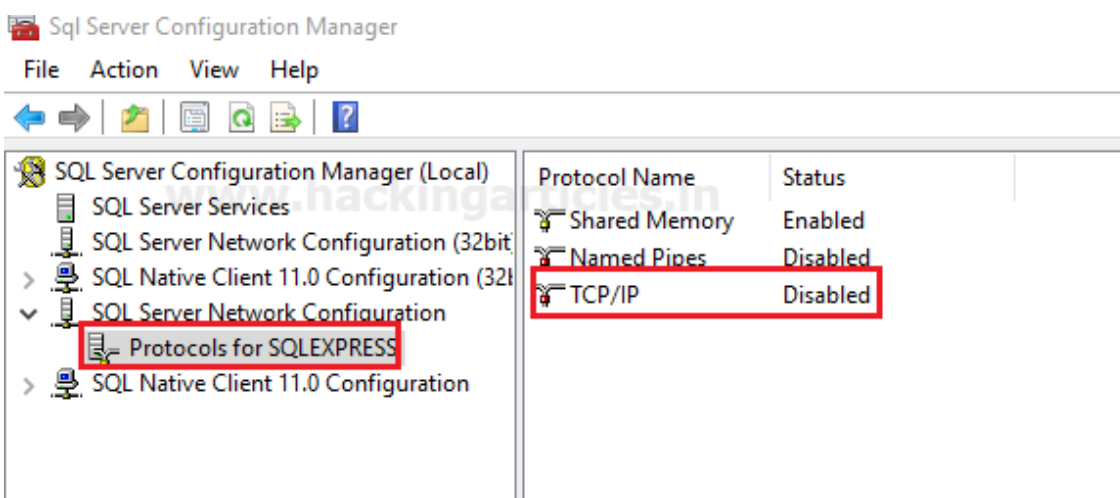 Sql Server Configuration Manager
File Action View Help
SQL Server Configuration Manager (Local)
SQL Server Services
SQL Server Network Configuration (32bit
SQL Native Client 11.0 Configuration (32b
SQL Server Network Configuration
Protocols for SQLEXPRESS
SQL Native Client 11.0 Configuration
Protocol Name Status
Shared Memory Enabled
Named Pipes Disabled
TCP/IP Disabled
www.hackingarticles.in